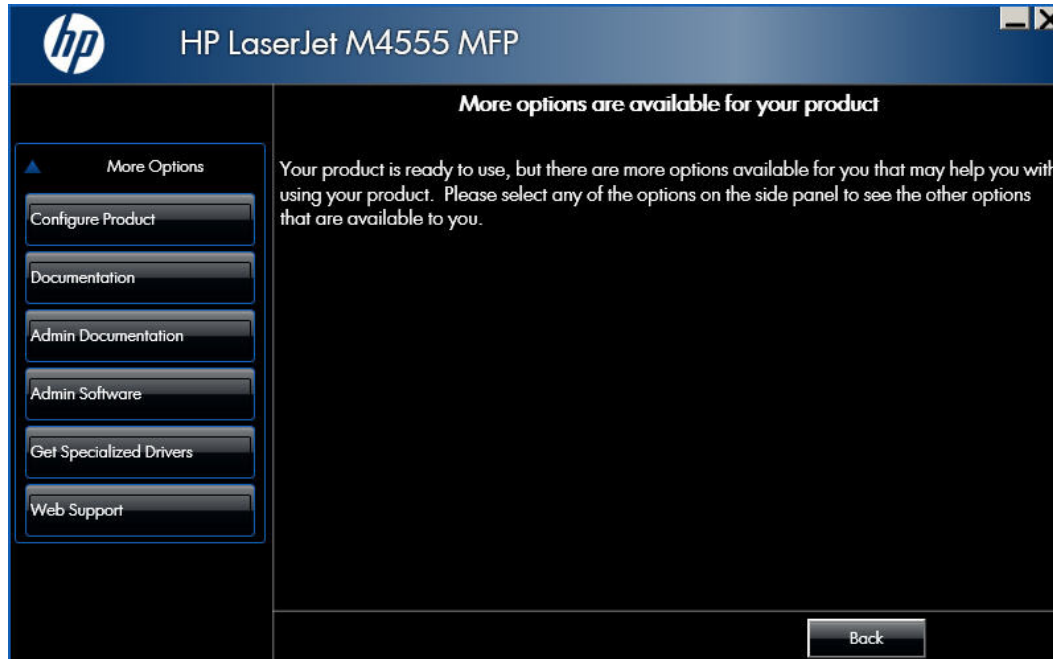 hp
HP LaserJet M4555 MFP
More options are available for your product
More Options
Configure Product
Documentation
Admin Documentation
Admin Software
Get Specialized Drivers
Web Support
Your product is ready to use, but there are more options available for you that may help you with
using your product. Please select any of the options on the side panel to see the other options
that are available to you.
Back